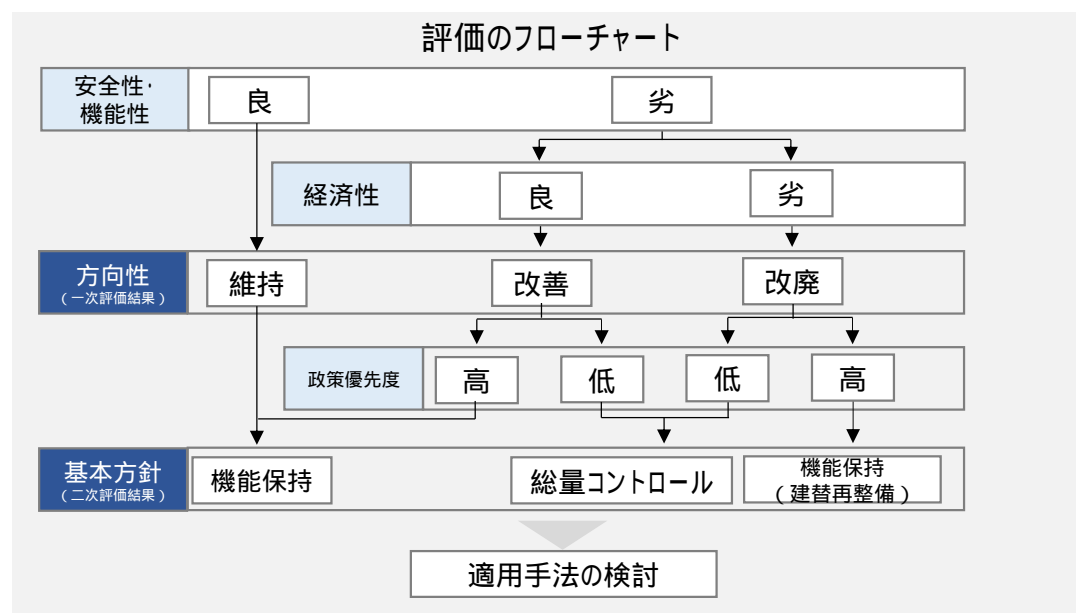 評価のフローチャート
安全性・
機能性
良
劣
経済性
良
劣
方向性
（一次評価結果）
維持
改善
改廃
政策優先度
高
低
低
高
基本方針
（二次評価結果）
機能保持
総量コントロール
機能保持
（建替再整備）
適用手法の検討